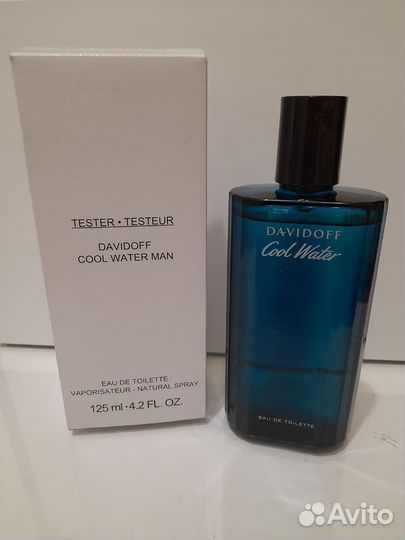 TESTER • TESTEUR
DAVIDOFF
COOL WATER MAN
EAU DE TOILETTE
VAPORISATEUR - NATURAL SPRAY
125 ml • 4.2 FL. OZ.
DAVIDOFF
Cool Water
EAU DE TOILETTE
Avito